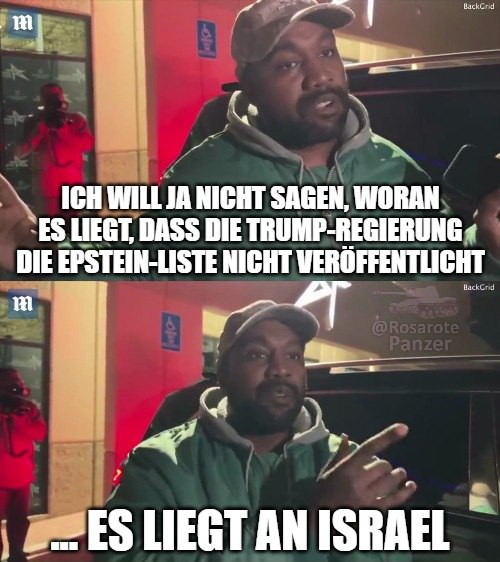 BackGrid
m
ICH WILL JA NICHT SAGEN, WORAN
ES LIEGT, DASS DIE TRUMP-REGIERUNG
DIE EPSTEIN-LISTE NICHT VERÖFFENTLICHT
BackGrid
m
@Rosarote
Panzer
... ES LIEGT AN ISRAEL